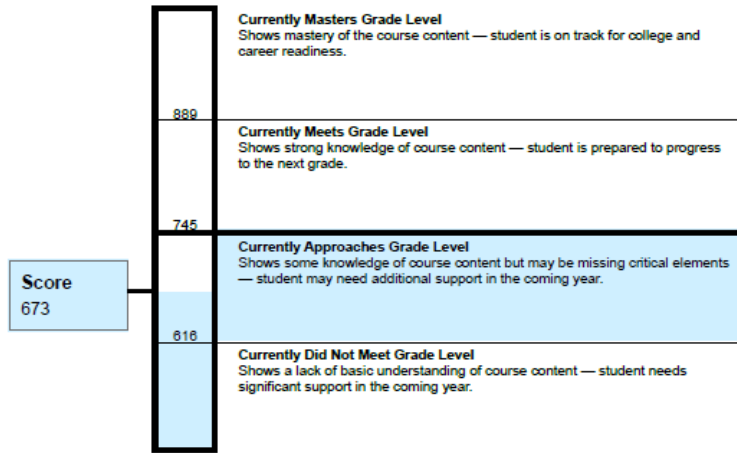 Currently Masters Grade Level
Shows mastery of the course content — student is on track for college and
career readiness.
889
Currently Meets Grade Level
Shows strong knowledge of course content — student is prepared to progress
to the next grade.
745
Currently Approaches Grade Level
Shows some knowledge of course content but may be missing critical elements
— student may need additional support in the coming year.
Score
673
616
Currently Did Not Meet Grade Level
Shows a lack of basic understanding of course content — student needs
significant support in the coming year.